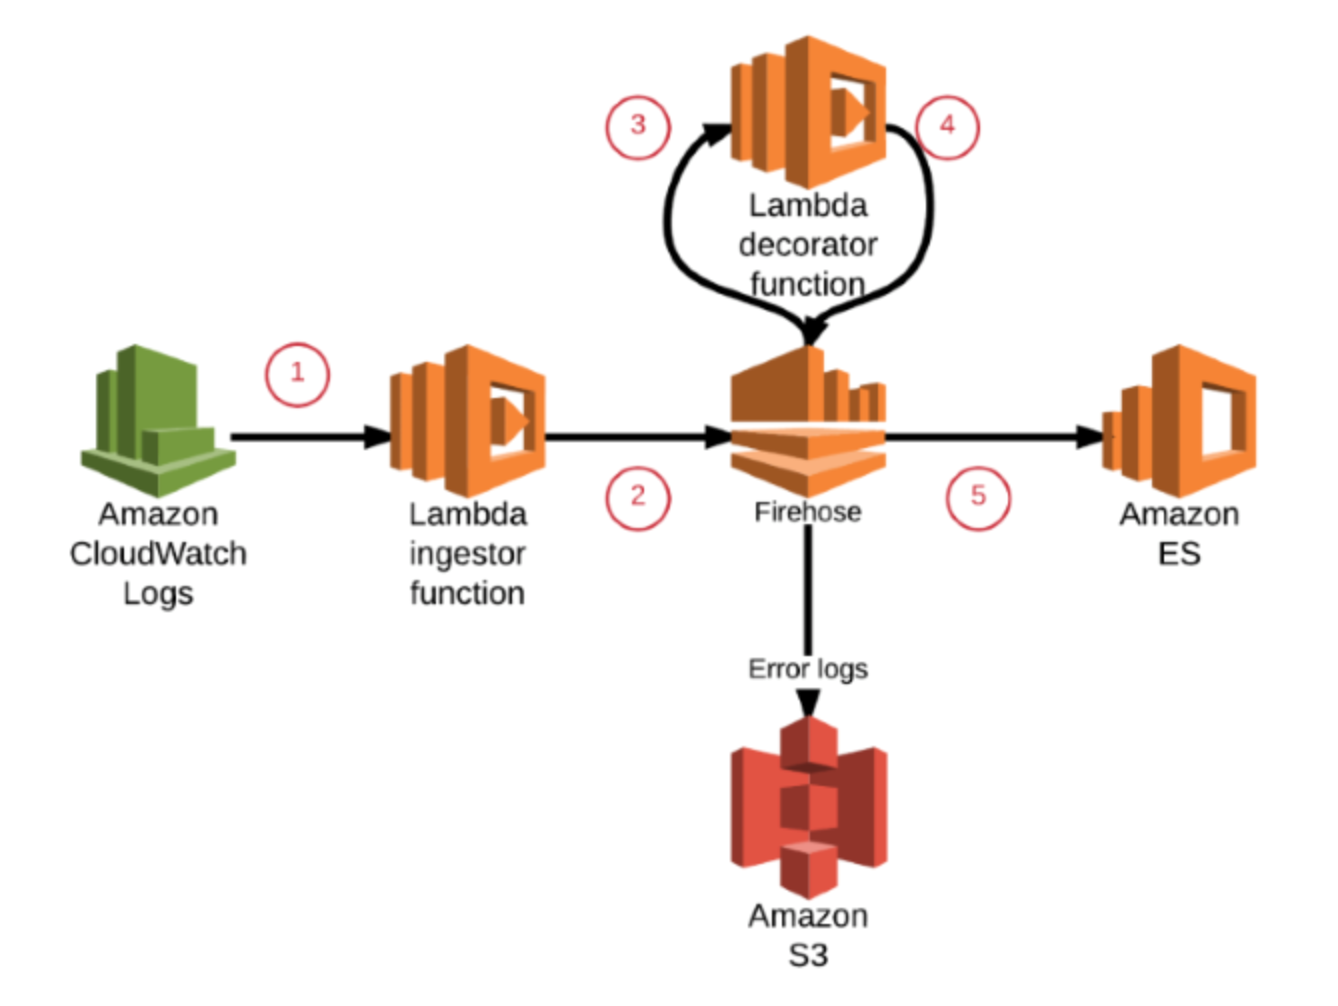 3
4
Lambda
decorator
function
1
Amazon
CloudWatch
Logs
Lambda
ingestor
function
2
Firehose
5
Amazon
ES
Error logs
Amazon
S3